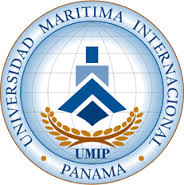 UNIVERSIDAD MARITIMA INTERNACIONAL
UMIP
· PANAMA ·